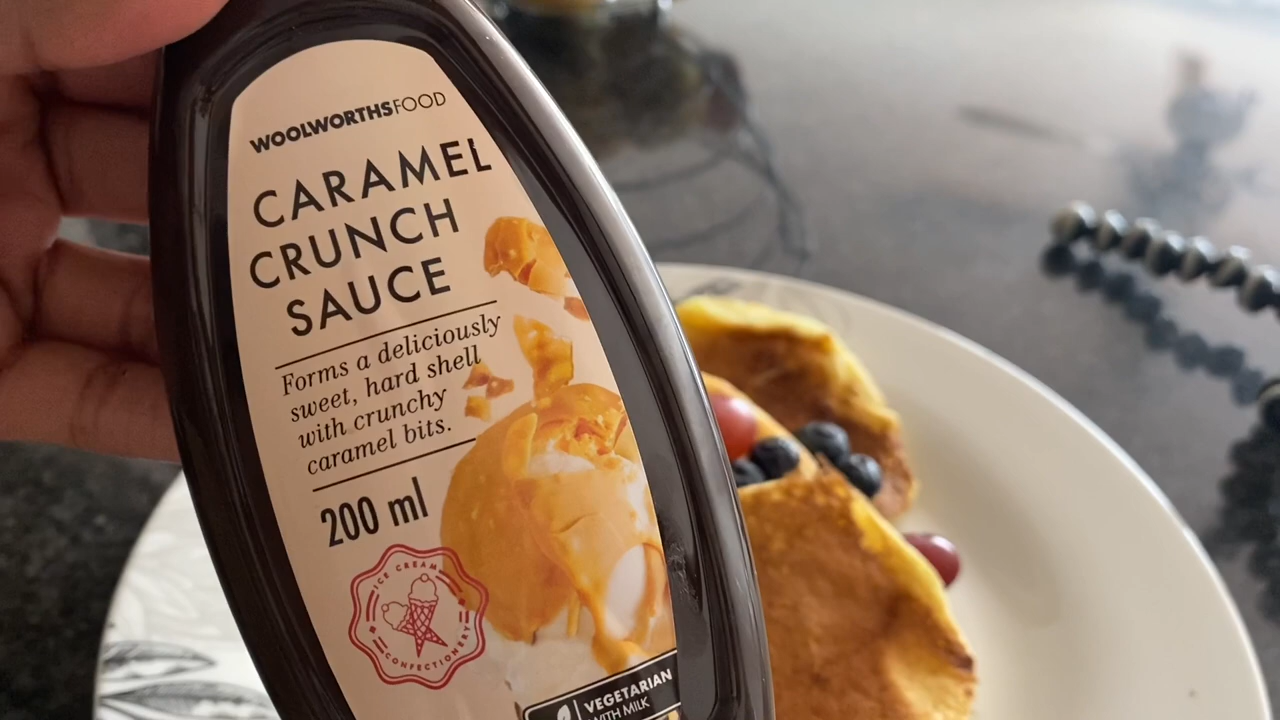 WOOLWORTHSFOOD
CARAMEL
CRUNCH
SAUCE
Forms a deliciously
sweet, hard shell
with crunchy
caramel bits.
200 ml
ICE CREAM
CONFECTIONERY
VEGETARIAN
WITH MILK